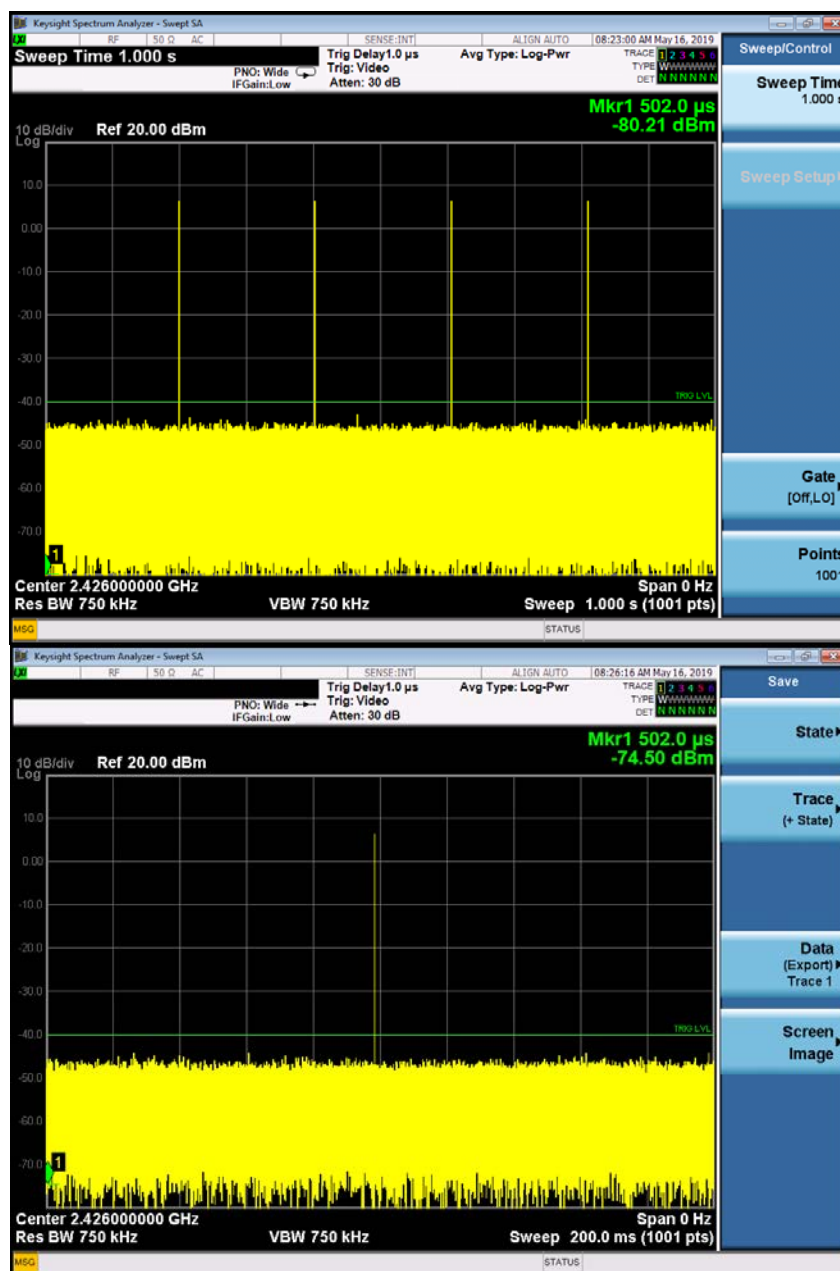 Keysight Spectrum Analyzer - Swept SA
LXI RF 50 Ω AC SENSE:INT ALIGN AUTO 08:23:00 AM May 16, 2019
Sweep Time 1.000 s
PNO: Wide
IFGain:Low
Trig Delay1.0 µs
Trig: Video
Atten: 30 dB
Avg Type: Log-Pwr
TRACE 1 2 3 4 5 6
TYPE WWWWWW
DET N N N N N N
Mkr1 502.0 µs
-80.21 dBm
10 dB/div Ref 20.00 dBm
Log
10.0
0.00
-10.0
-20.0
-30.0
TRIG LVL
-40.0
-50.0
-60.0
-70.0
1
Center 2.426000000 GHz Span 0 Hz
Res BW 750 kHz VBW 750 kHz Sweep 1.000 s (1001 pts)
MSG STATUS
Sweep/Control
Sweep Time
1.000 s
Sweep Setup
Gate
[Off,LO]
Points
1001
Keysight Spectrum Analyzer - Swept SA
LXI RF 50 Ω AC SENSE:INT ALIGN AUTO 08:26:16 AM May 16, 2019
PNO: Wide
IFGain:Low
Trig Delay1.0 µs
Trig: Video
Atten: 30 dB
Avg Type: Log-Pwr
TRACE 1 2 3 4 5 6
TYPE WWWWWW
DET N N N N N N
Mkr1 502.0 µs
-74.50 dBm
10 dB/div Ref 20.00 dBm
Log
10.0
0.00
-10.0
-20.0
-30.0
TRIG LVL
-40.0
-50.0
-60.0
-70.0
1
Center 2.426000000 GHz Span 0 Hz
Res BW 750 kHz VBW 750 kHz Sweep 200.0 ms (1001 pts)
MSG STATUS
Save
State
Trace
(+ State)
Data
(Export)
Trace 1
Screen
Image